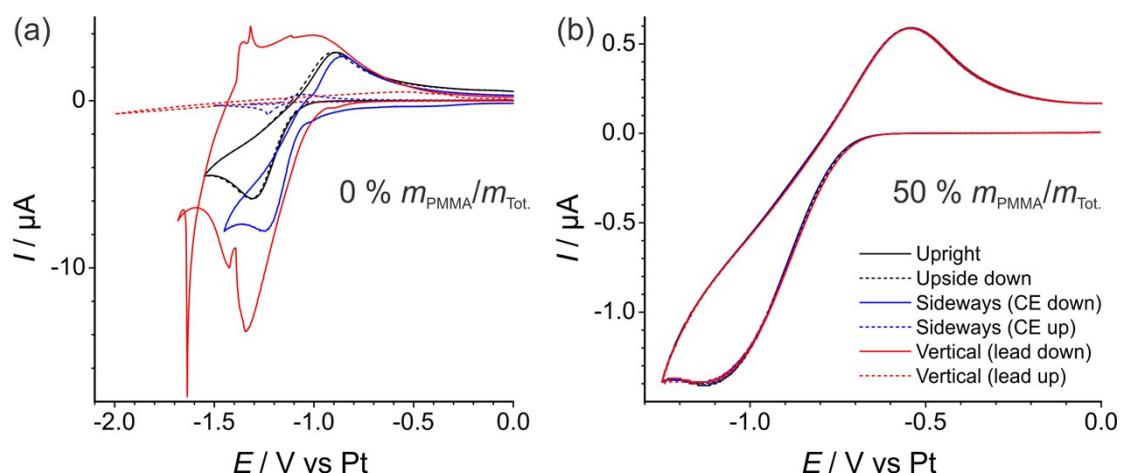 (a)
0
-10
I / µA
0 % mPMMA/mTot.
-2.0 -1.5 -1.0 -0.5 0.0
E / V vs Pt
(b)
0.5
0.0
-0.5
-1.0
I / µA
50 % mPMMA/mTot.
Upright
Upside down
Sideways (CE down)
Sideways (CE up)
Vertical (lead down)
Vertical (lead up)
-1.0 -0.5 0.0
E / V vs Pt